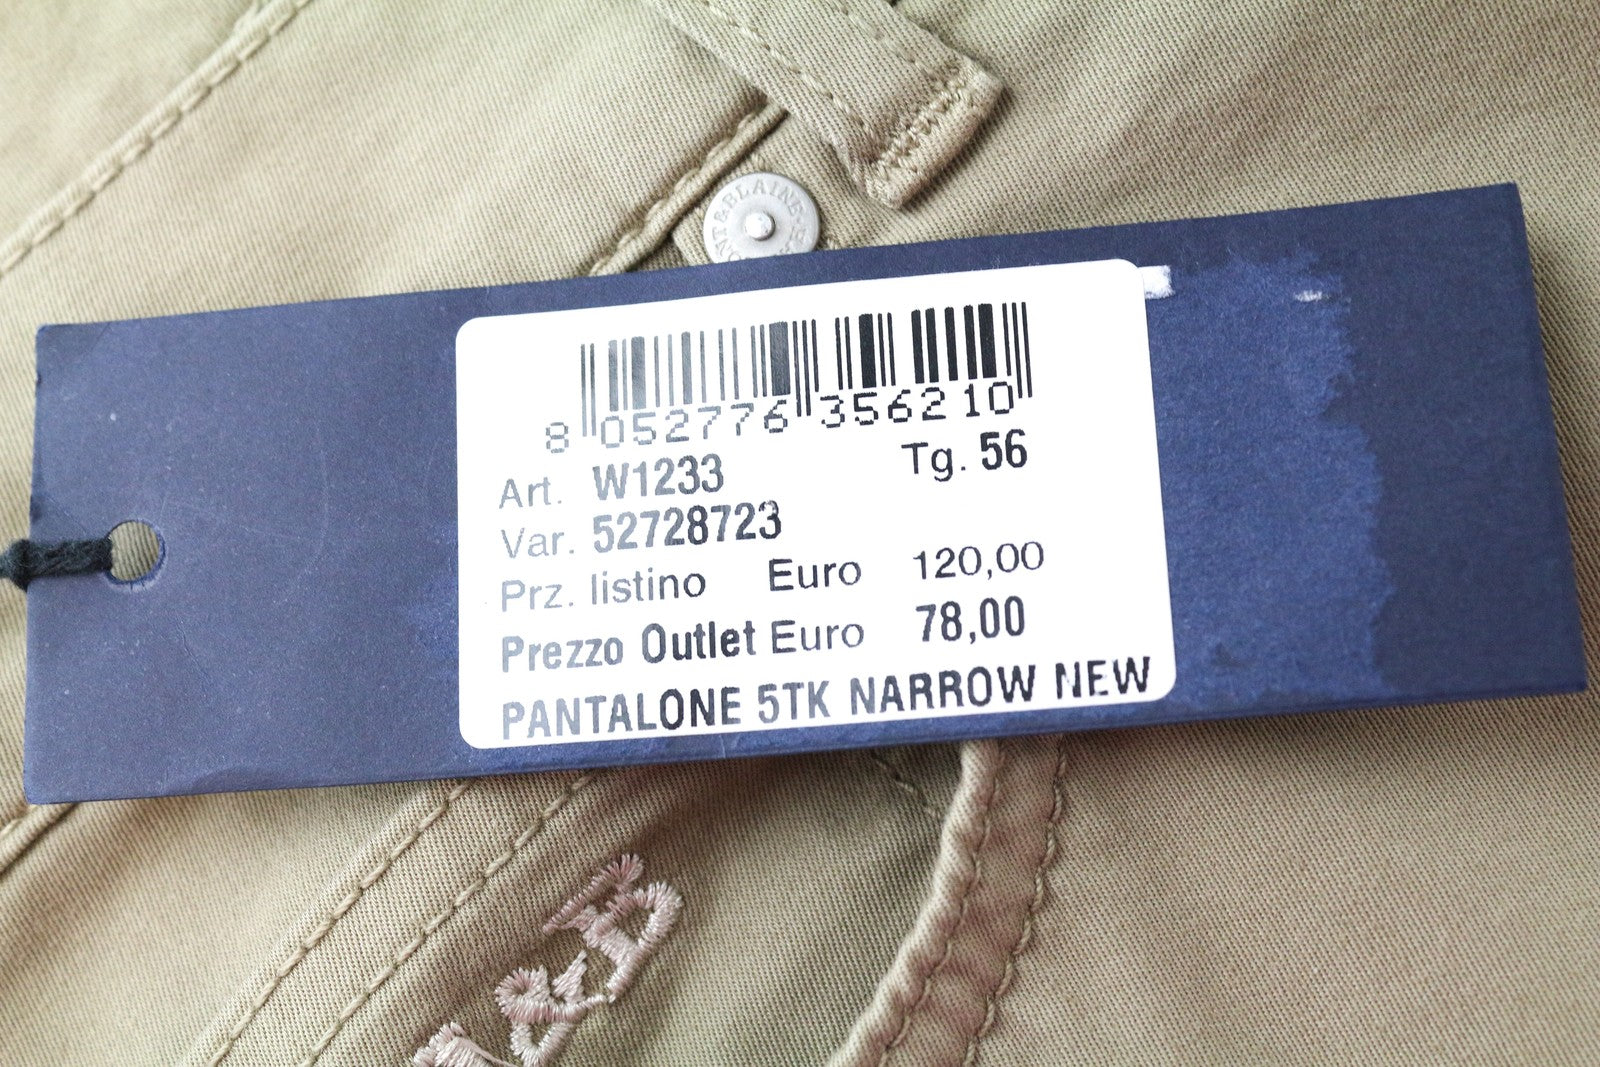 &BLAINE
8 052776 356210
Art. W1233 Tg. 56
Var. 52728723
Prz. listino Euro 120,00
Prezzo Outlet Euro 78,00
PANTALONE 5TK NARROW NEW
&B